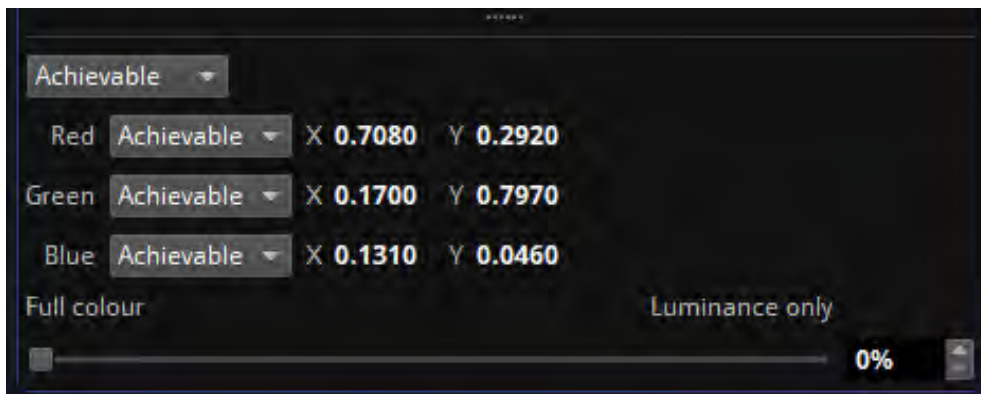 Achievable
Red Achievable X 0.7080 Y 0.2920
Green Achievable X 0.1700 Y 0.7970
Blue Achievable X 0.1310 Y 0.0460
Full colour Luminance only
0%